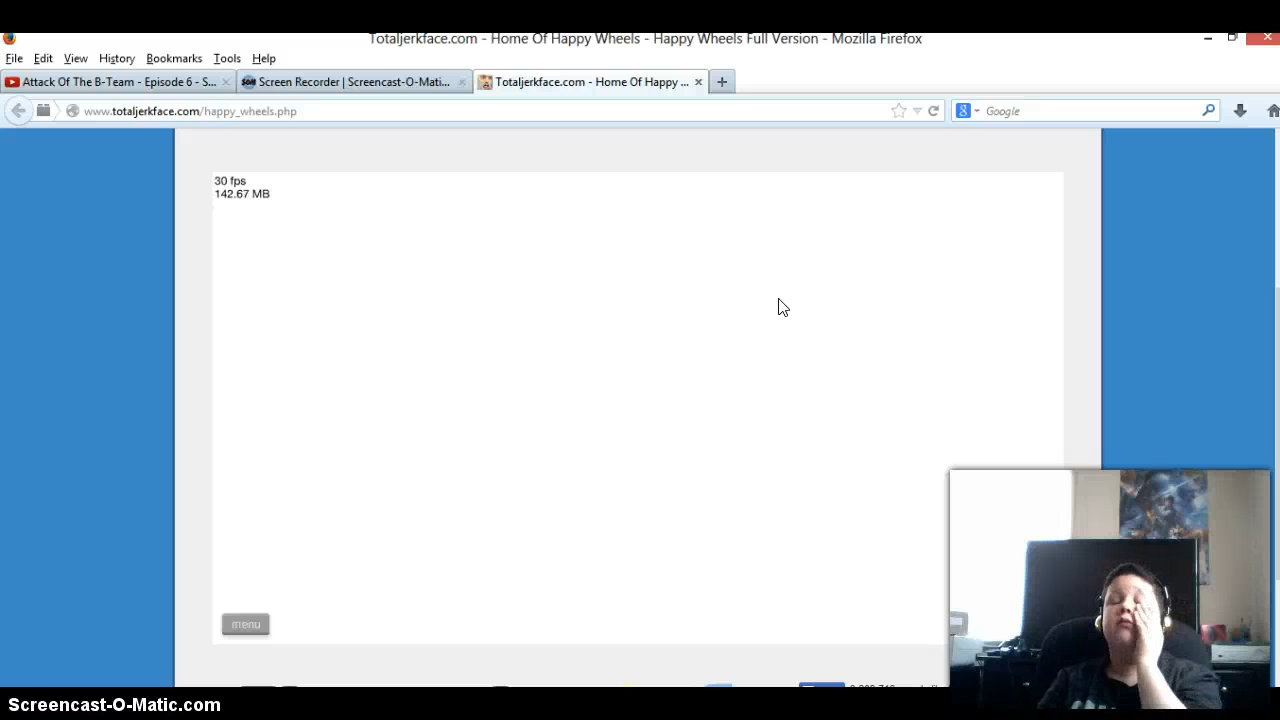 Totaljerkface.com - Home Of Happy Wheels - Happy Wheels Full Version - Mozilla Firefox
File Edit View History Bookmarks Tools Help
Attack Of The B-Team - Episode 6 - S... Screen Recorder | Screencast-O-Mati... Totaljerkface.com - Home Of Happy ...
www.totaljerkface.com/happy_wheels.php Google
30 fps
142.67 MB
menu
Screencast-O-Matic.com